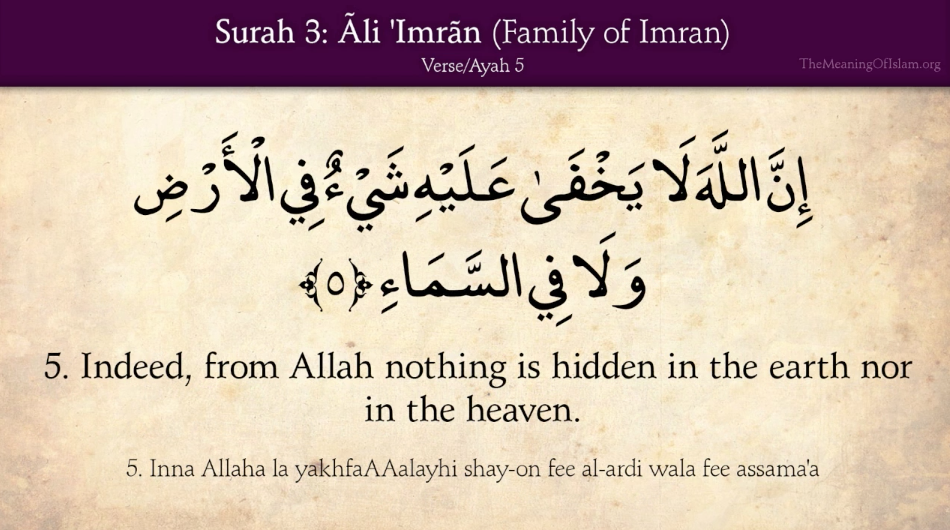 Surah 3: Ãli 'Imrãn (Family of Imran)
Verse/Ayah 5
TheMeaningOfIslam.org
إِنَّ اللَّهَ لَا يَخْفَىٰ عَلَيْهِ شَيْءٌ فِي الْأَرْضِ
وَلَا فِي السَّمَاءِ ﴿٥﴾
5. Indeed, from Allah nothing is hidden in the earth nor
in the heaven.
5. Inna Allaha la yakhfaAAalayhi shay-on fee al-ardi wala fee assama'a